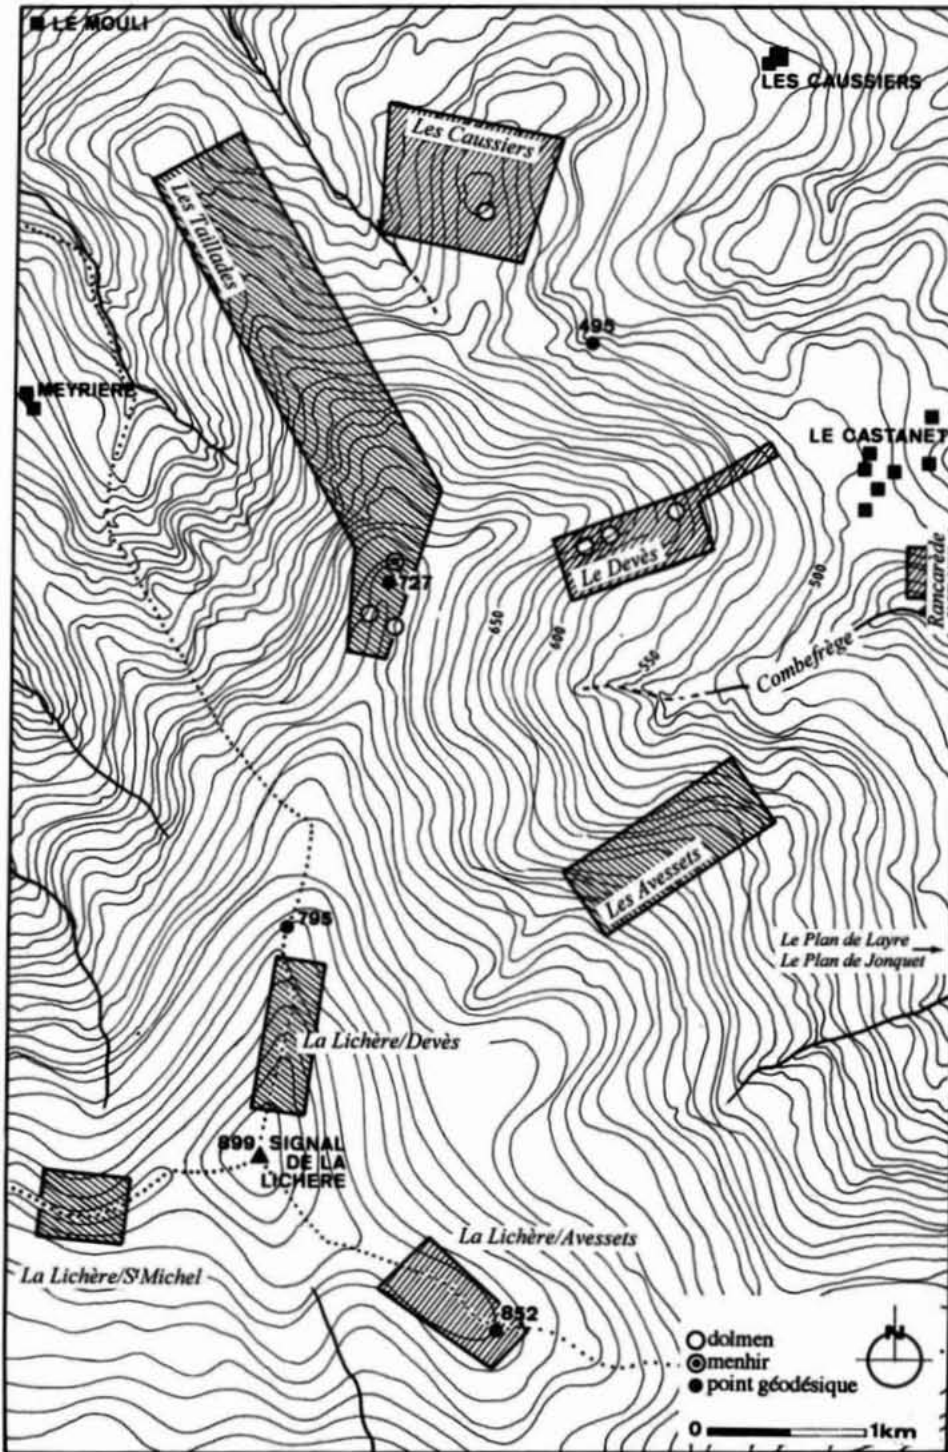 LE MOULI
LES CAUSSIERS
Les Caussiers
Les Taillades
495
MEYRIERE
LE CASTANET
Le Devès
727
Rancarède
500
650
600
550
Combefrège
Les Avessets
795
Le Plan de Layre
Le Plan de Jonquet
La Lichère/Devès
899 SIGNAL
DE LA
LICHERE
La Lichère/Avessets
La Lichère/St Michel
852
N
dolmen
menhir
point géodésique
0 1km